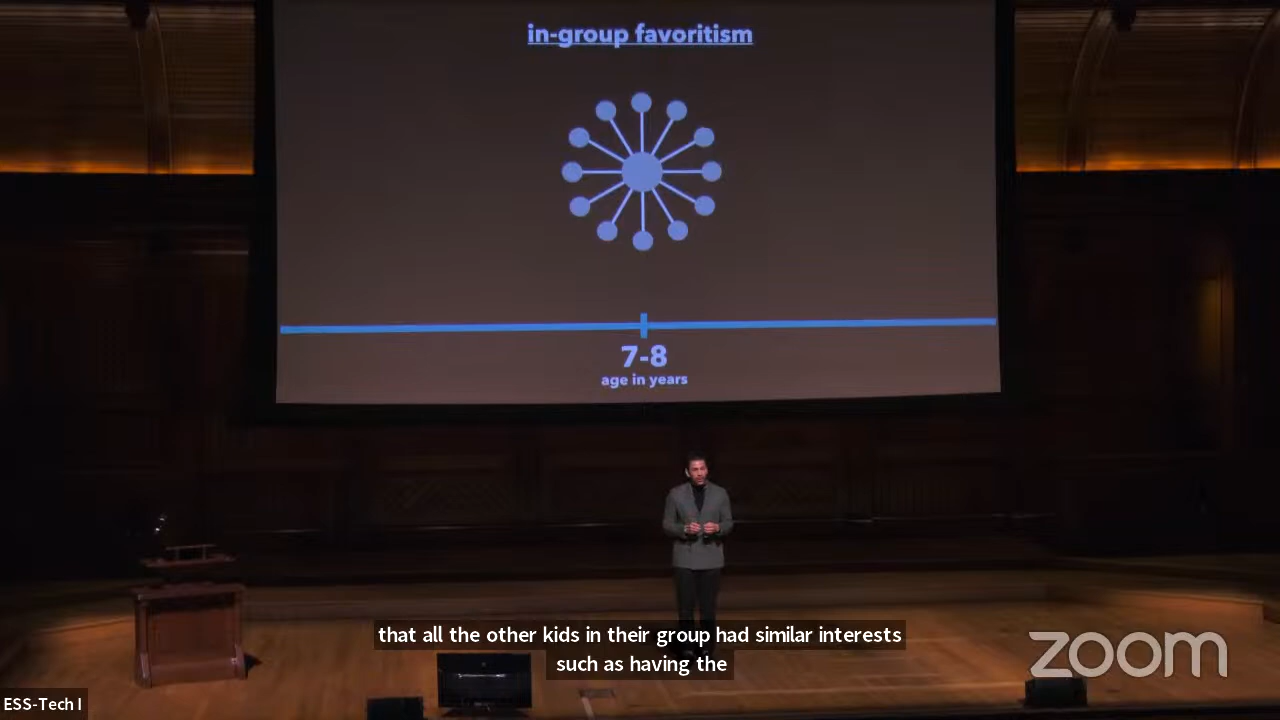 in-group favoritism
7-8
age in years
that all the other kids in their group had similar interests
such as having the
zoom
ESS-Tech I